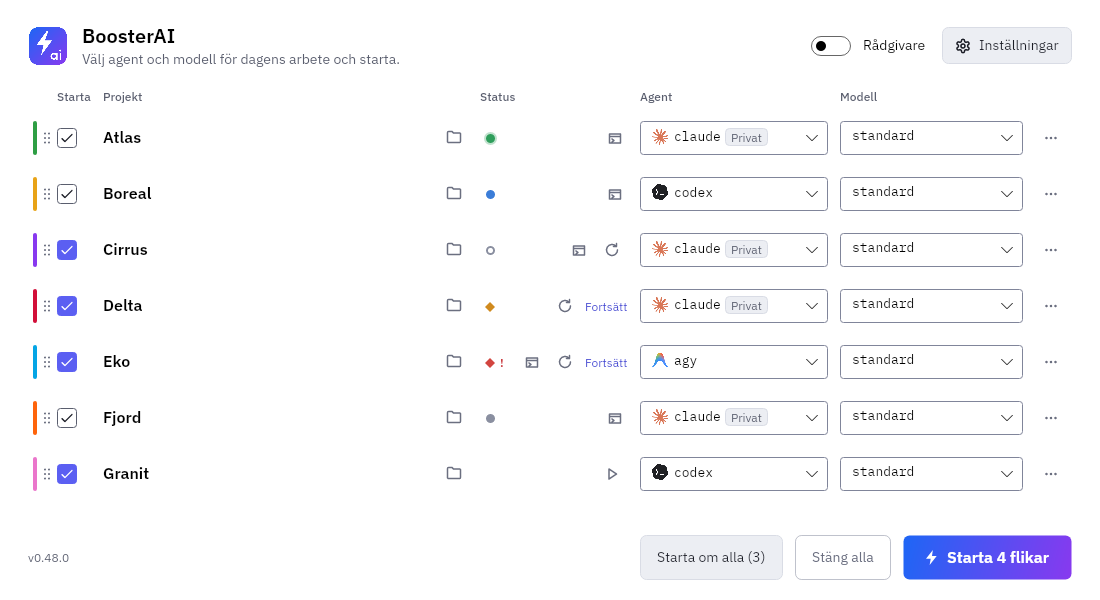 ai
BoosterAI
Välj agent och modell för dagens arbete och starta.
Rådgivare
Inställningar
Starta Projekt Status Agent Modell
Atlas claude Privat standard
Boreal codex standard
Cirrus claude Privat standard
Delta Fortsätt claude Privat standard
Eko ! Fortsätt agy standard
Fjord claude Privat standard
Granit codex standard
v0.48.0 Starta om alla (3) Stäng alla Starta 4 flikar